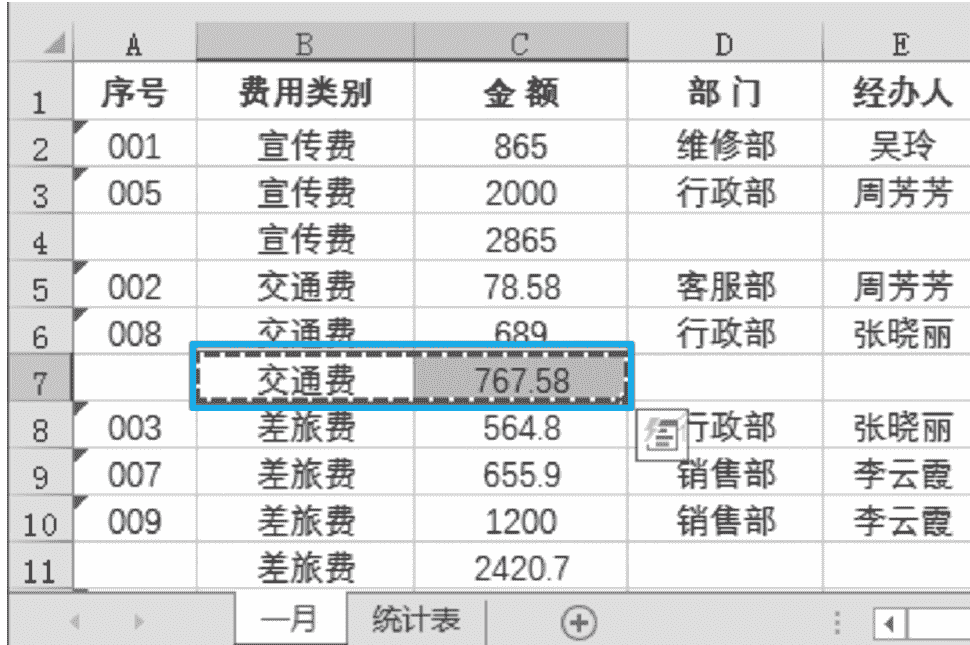 A B C D E
1 序号 费用类别 金 额 部 门 经办人
2 001 宣传费 865 维修部 吴玲
3 005 宣传费 2000 行政部 周芳芳
4 宣传费 2865
5 002 交通费 78.58 客服部 周芳芳
6 008 交通费 689 行政部 张晓丽
7 交通费 767.58
8 003 差旅费 564.8 行政部 张晓丽
9 007 差旅费 655.9 销售部 李云霞
10 009 差旅费 1200 销售部 李云霞
11 差旅费 2420.7
一月 统计表